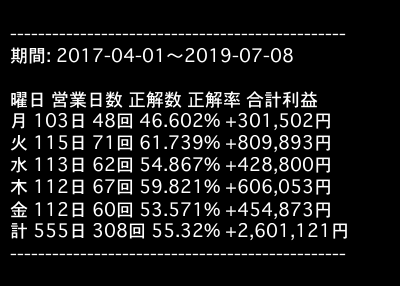 ------------------------------------------------
期間: 2017-04-01〜2019-07-08
曜日 営業日数 正解数 正解率 合計利益
月 103日 48回 46.602% +301,502円
火 115日 71回 61.739% +809,893円
水 113日 62回 54.867% +428,800円
木 112日 67回 59.821% +606,053円
金 112日 60回 53.571% +454,873円
計 555日 308回 55.32% +2,601,121円
------------------------------------------------